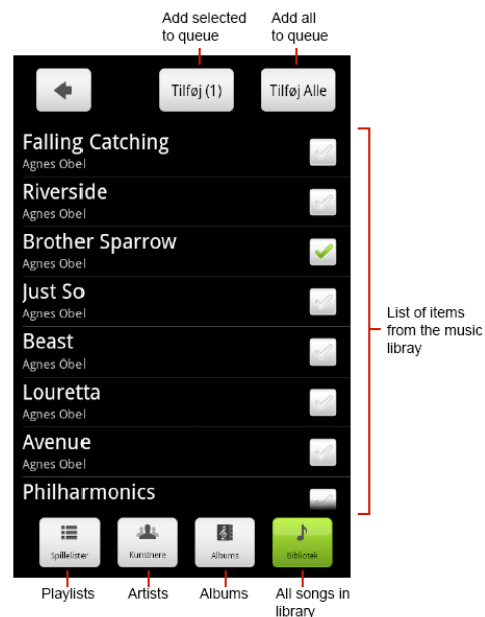 Add selected
to queue
Add all
to queue
Tilføj (1)
Tilføj Alle
Falling Catching
Agnes Obel
Riverside
Agnes Obel
Brother Sparrow
Agnes Obel
Just So
Agnes Obel
Beast
Agnes Obel
Louretta
Agnes Obel
Avenue
Agnes Obel
Philharmonics
List of items
from the music
libray
Spillelister
Kunstnere
Albums
Bibliotek
Playlists
Artists
Albums
All songs in
library